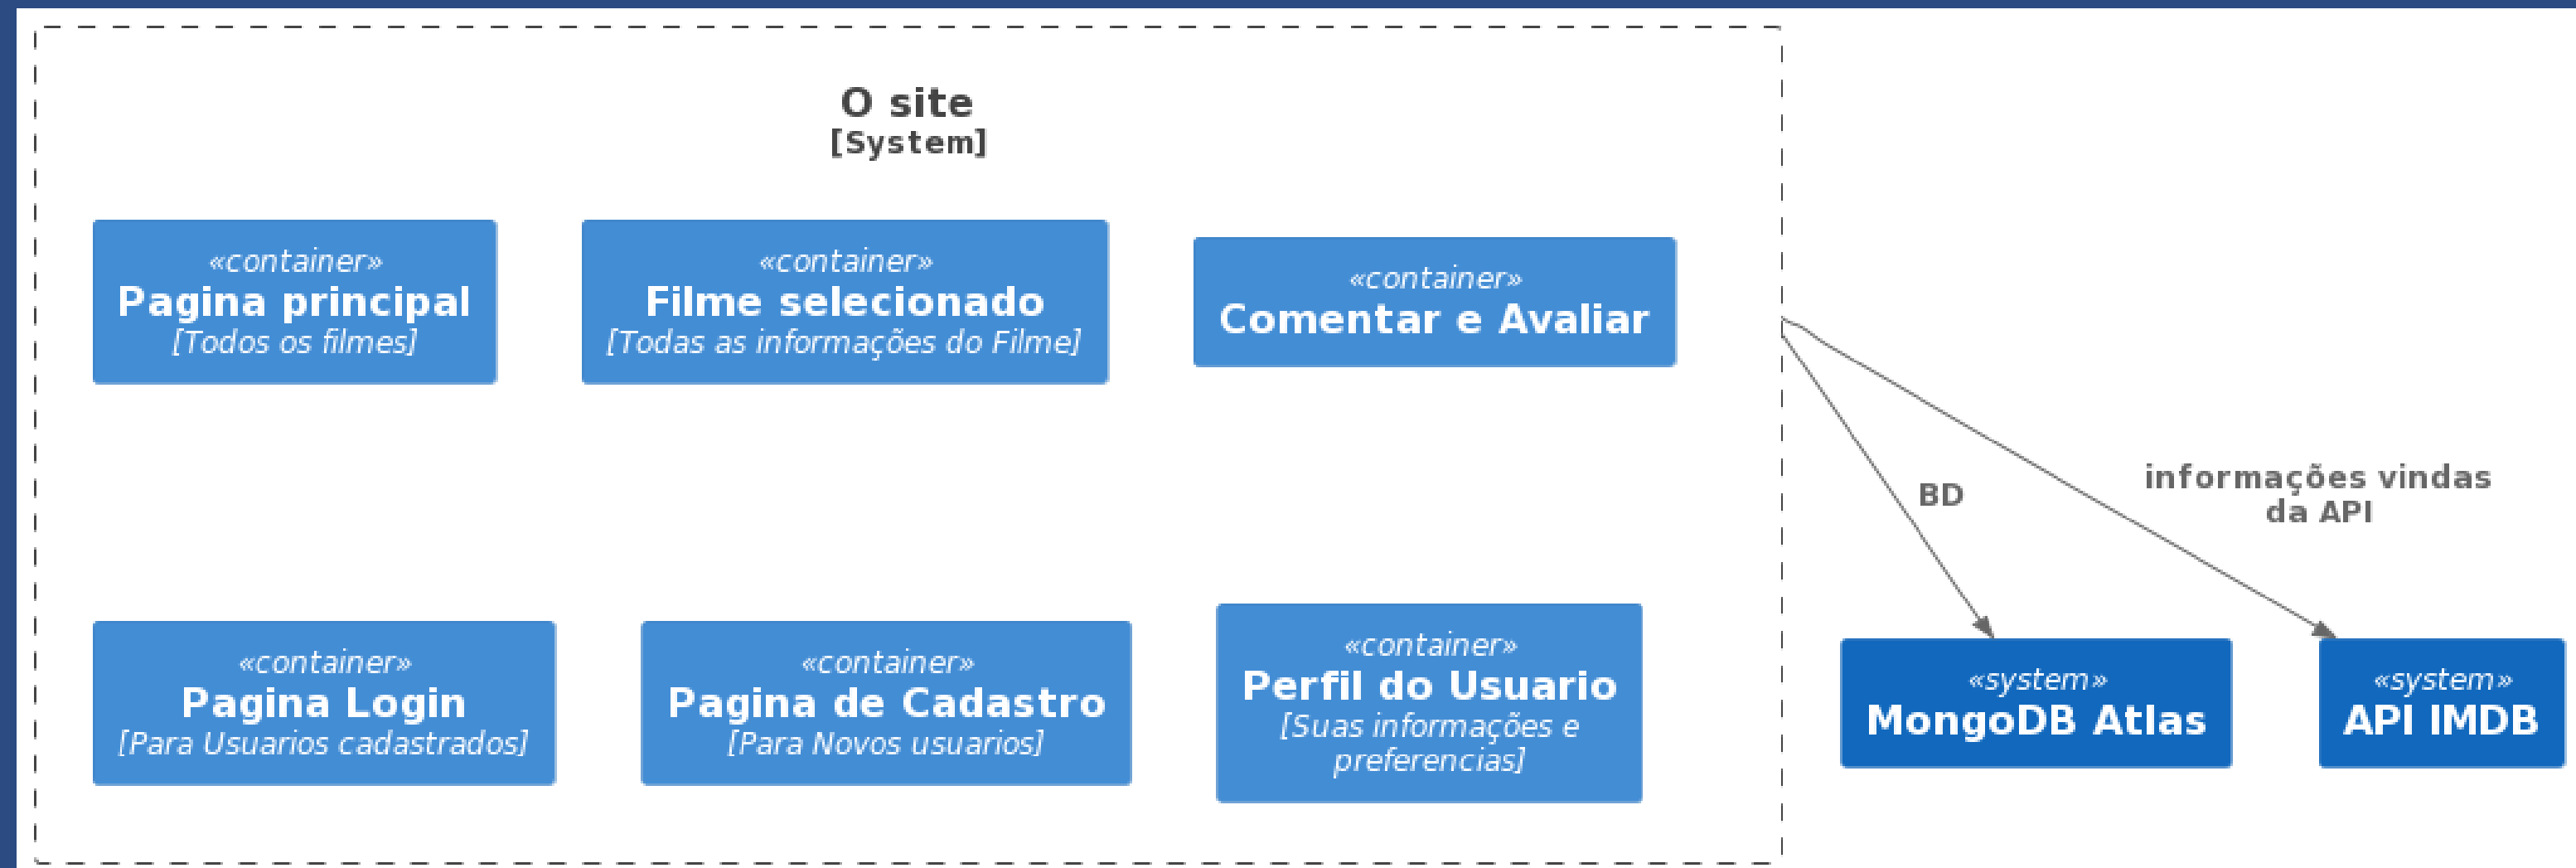 O site
[System]
«container»
Pagina principal
[Todos os filmes]
«container»
Filme selecionado
[Todas as informações do Filme]
«container»
Comentar e Avaliar
BD
informações vindas
da API
«container»
Pagina Login
[Para Usuarios cadastrados]
«container»
Pagina de Cadastro
[Para Novos usuarios]
«container»
Perfil do Usuario
[Suas informações e
preferencias]
«system»
MongoDB Atlas
«system»
API IMDB